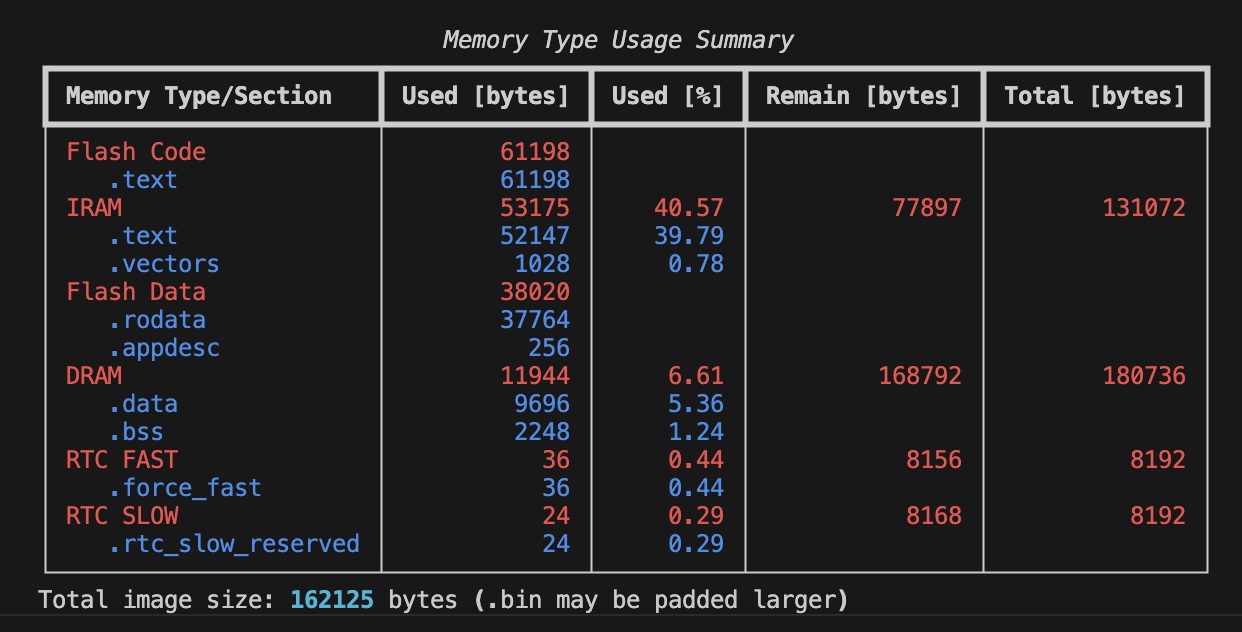 Memory Type Usage Summary
Memory Type/Section Used [bytes] Used [%] Remain [bytes] Total [bytes]
Flash Code 61198
.text 61198
IRAM 53175 40.57 77897 131072
.text 52147 39.79
.vectors 1028 0.78
Flash Data 38020
.rodata 37764
.appdesc 256
DRAM 11944 6.61 168792 180736
.data 9696 5.36
.bss 2248 1.24
RTC FAST 36 0.44 8156 8192
.force_fast 36 0.44
RTC SLOW 24 0.29 8168 8192
.rtc_slow_reserved 24 0.29
Total image size: 162125 bytes (.bin may be padded larger)